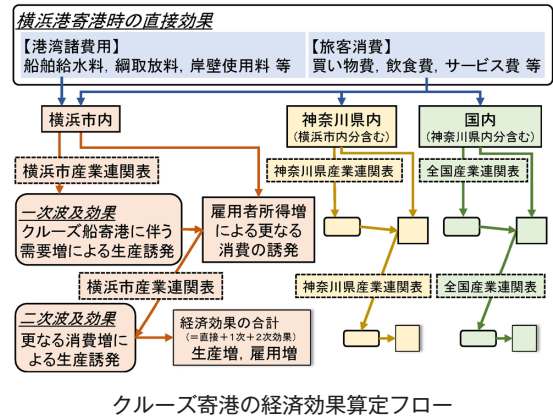 横浜港寄港時の直接効果
【港湾諸費用】
船舶給水料, 綱取放料, 岸壁使用料 等
【旅客消費】
買い物費, 飲食費, サービス費 等
横浜市内
神奈川県内
(横浜市内分含む)
国内
(神奈川県内分含む)
横浜市産業連関表
神奈川県産業連関表
全国産業連関表
一次波及効果
クルーズ船寄港に伴う
需要増による生産誘発
雇用者所得増
による更なる
消費の誘発
横浜市産業連関表
神奈川県産業連関表
全国産業連関表
二次波及効果
更なる消費増に
よる生産誘発
経済効果の合計
(=直接+1次+2次効果)
生産増, 雇用増
クルーズ寄港の経済効果算定フロー